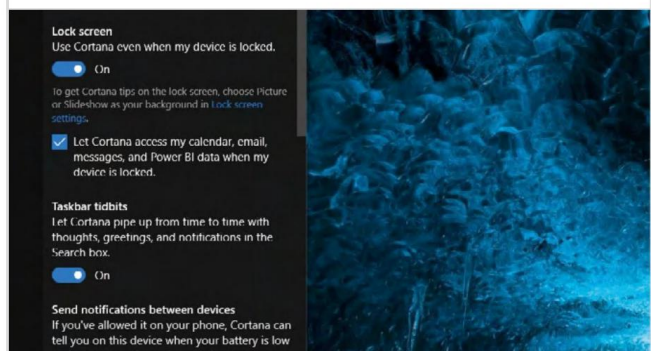 Lock screen
Use Cortana even when my device is locked.
On
To get Cortana tips on the lock screen, choose Picture
or Slideshow as your background in Lock screen
settings.
Let Cortana access my calendar, email,
messages, and Power BI data when my
device is locked.
Taskbar tidbits
Let Cortana pipe up from time to time with
thoughts, greetings, and notifications in the
Search box.
On
Send notifications between devices
If you've allowed it on your phone, Cortana can
tell you on this device when your battery is low